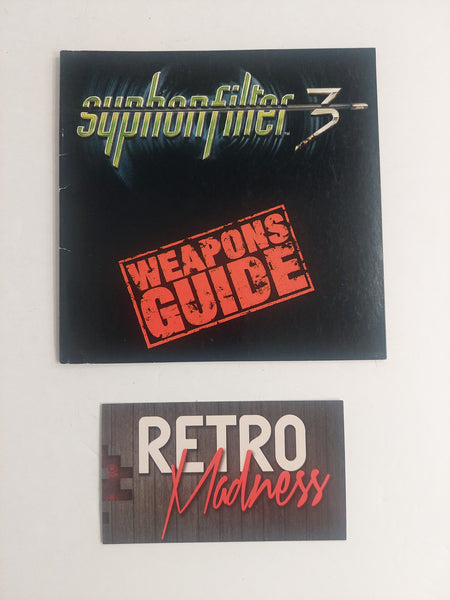 syphonfilter 3
WEAPONS
GUIDE
RETRO
Madness